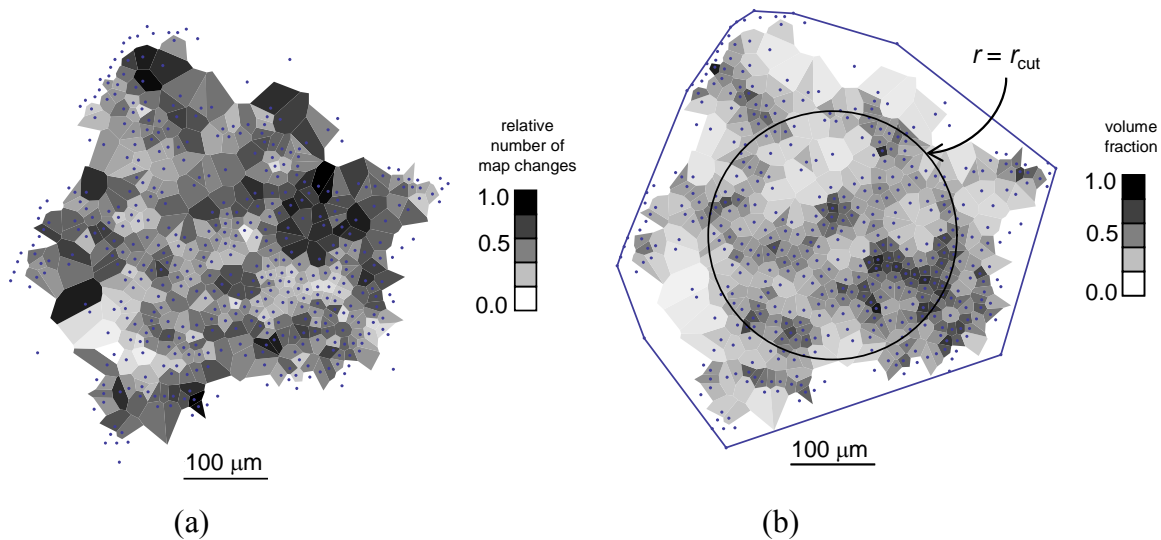 relative
number of
map changes
1.0
0.5
0.0
100 μm
(a)
r = rcut
volume
fraction
1.0
0.5
0.0
100 μm
(b)